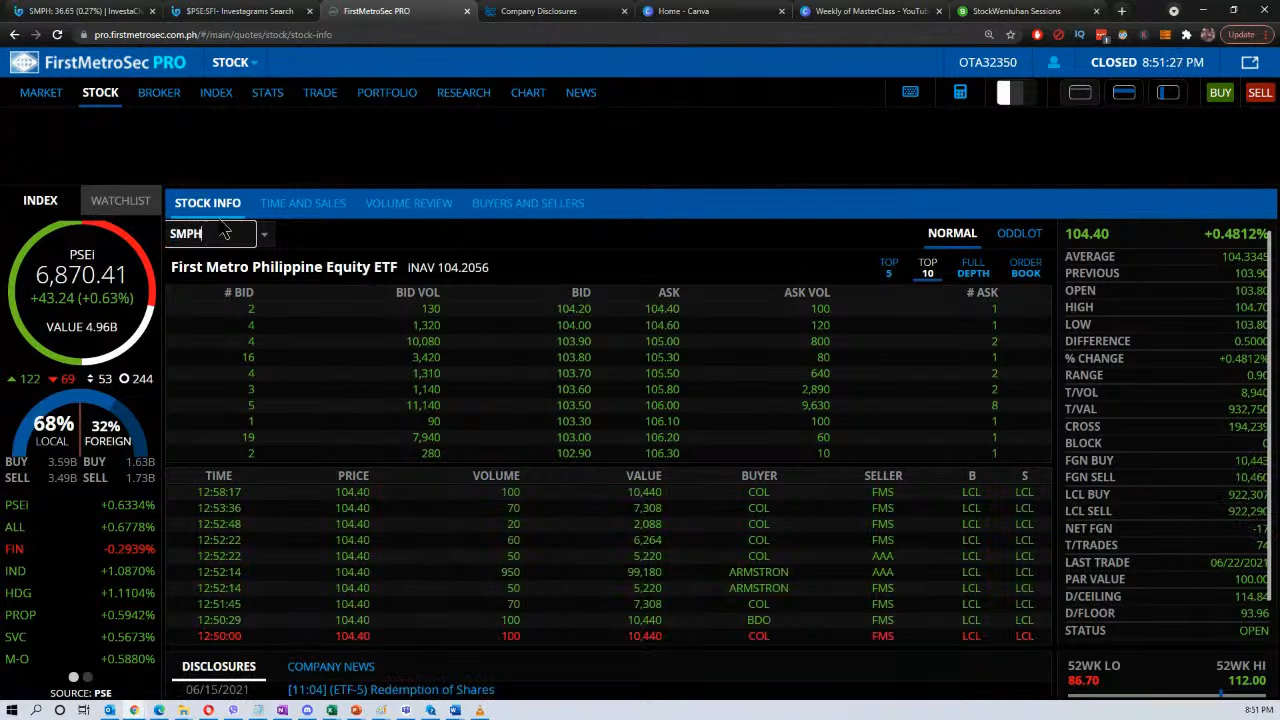 SMPH: 36.65 (0.27%) | InvestaCh
$PSE:SFI - Investagrams Search
FirstMetroSec PRO
Company Disclosures
Home - Canva
Weekly of MasterClass - YouTub
StockWentuhan Sessions
pro.firstmetrosec.com.ph/#/main/quotes/stock/stock-info
Update
FirstMetroSec PRO
STOCK
OTA32350
CLOSED 8:51:27 PM
MARKET STOCK BROKER INDEX STATS TRADE PORTFOLIO RESEARCH CHART NEWS
BUY SELL
INDEX WATCHLIST
STOCK INFO TIME AND SALES VOLUME REVIEW BUYERS AND SELLERS
SMPH
NORMAL ODDLOT
First Metro Philippine Equity ETF INAV 104.2056
TOP 5 TOP 10 FULL DEPTH ORDER BOOK
# BID BID VOL BID ASK ASK VOL # ASK
2 130 104.20 104.40 100 1
4 1,320 104.00 104.60 120 1
4 10,080 103.90 105.00 800 2
16 3,420 103.80 105.30 80 1
4 1,310 103.70 105.50 640 2
3 1,140 103.60 105.80 2,890 2
5 11,140 103.50 106.00 9,630 8
1 90 103.30 106.10 100 1
19 7,940 103.00 106.20 60 1
2 280 102.90 106.30 10 1
TIME PRICE VOLUME VALUE BUYER SELLER B S
12:58:17 104.40 100 10,440 COL FMS LCL LCL
12:53:36 104.40 70 7,308 COL FMS LCL LCL
12:52:48 104.40 20 2,088 COL FMS LCL LCL
12:52:22 104.40 60 6,264 COL FMS LCL LCL
12:52:22 104.40 50 5,220 COL AAA LCL LCL
12:52:14 104.40 950 99,180 ARMSTRON AAA LCL LCL
12:52:14 104.40 50 5,220 ARMSTRON FMS LCL LCL
12:51:45 104.40 70 7,308 COL FMS LCL LCL
12:50:29 104.40 100 10,440 BDO FMS LCL LCL
12:50:00 104.40 100 10,440 COL FMS LCL LCL
DISCLOSURES COMPANY NEWS
06/15/2021 [11:04] (ETF-5) Redemption of Shares
PSEi
6,870.41
+43.24 (+0.63%)
VALUE 4.96B
122 69 53 244
68% LOCAL
32% FOREIGN
BUY 3.59B BUY 1.63B
SELL 3.49B SELL 1.73B
PSEi +0.6334%
ALL +0.6778%
FIN -0.2939%
IND +1.0870%
HDG +1.1104%
PROP +0.5942%
SVC +0.5673%
M-O +0.5880%
SOURCE: PSE
104.40 +0.4812%
AVERAGE 104.3345
PREVIOUS 103.90
OPEN 103.80
HIGH 104.70
LOW 103.80
DIFFERENCE 0.5000
% CHANGE +0.4812%
RANGE 0.90
T/VOL 8,940
T/VAL 932,750
CROSS 194,239
BLOCK 0
FGN BUY 10,443
FGN SELL 10,460
LCL BUY 922,307
LCL SELL 922,290
NET FGN -17
T/TRADES 74
LAST TRADE 06/22/2021
PAR VALUE 100.00
D/CEILING 114.84
D/FLOOR 93.96
STATUS OPEN
52WK LO 52WK HI
86.70 112.00
8:51 PM